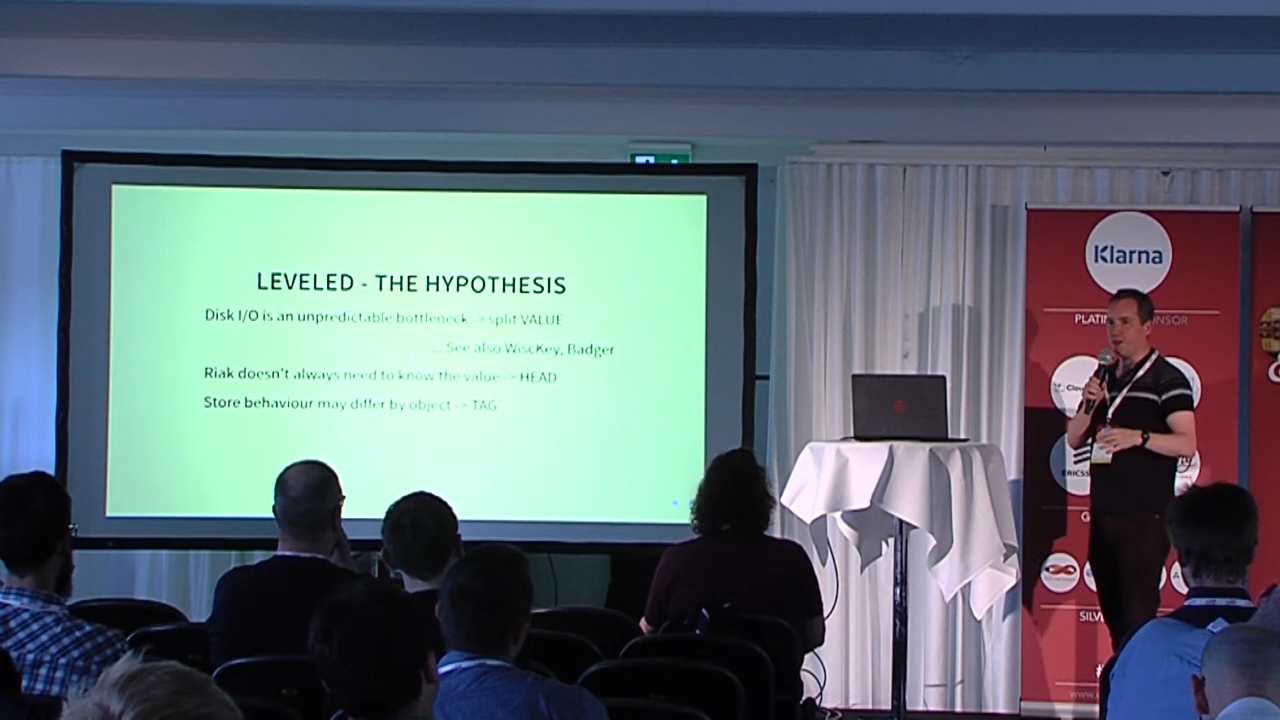 LEVELED - THE HYPOTHESIS
Disk I/O is an unpredictable bottleneck -> split VALUE
... See also WiscKey, Badger
Riak doesn't always need to know the value -> HEAD
Store behaviour may differ by object -> TAG
Klarna